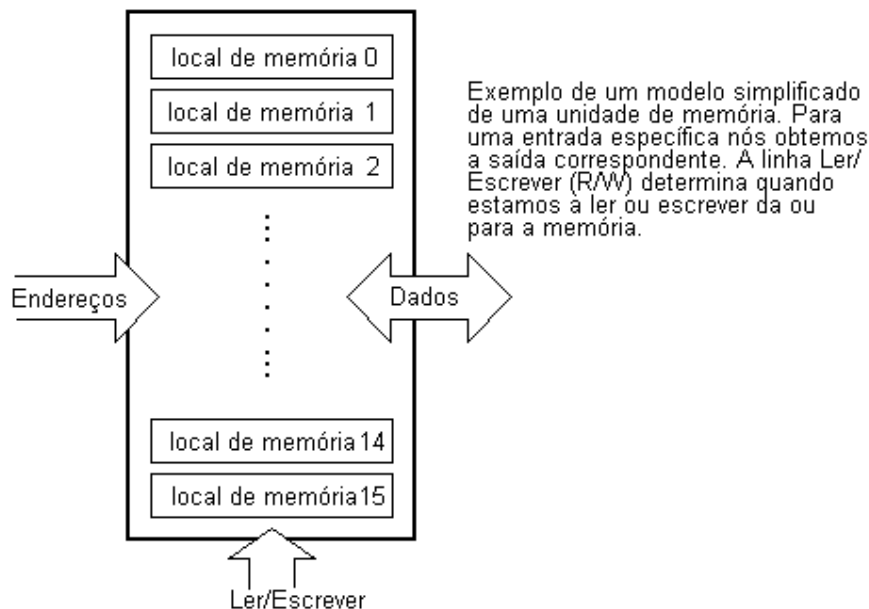 local de memória 0
local de memória 1
local de memória 2
Exemplo de um modelo simplificado
de uma unidade de memória. Para
uma entrada específica nós obtemos
a saída correspondente. A linha Ler/
Escrever (R/W) determina quando
estamos a ler ou escrever da ou
para a memória.
Endereços
Dados
local de memória 14
local de memória 15
Ler/Escrever